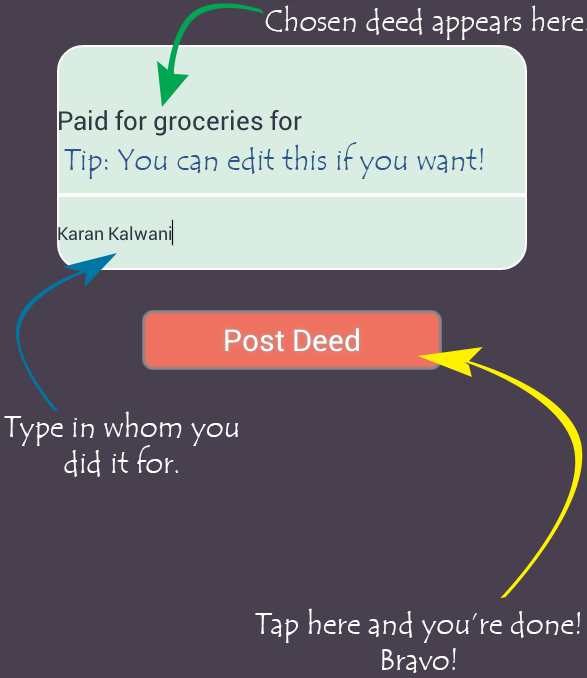 Chosen deed appears here.
Paid for groceries for
Tip: You can edit this if you want!
Karan Kalwani
Post Deed
Type in whom you
did it for.
Tap here and you're done!
Bravo!